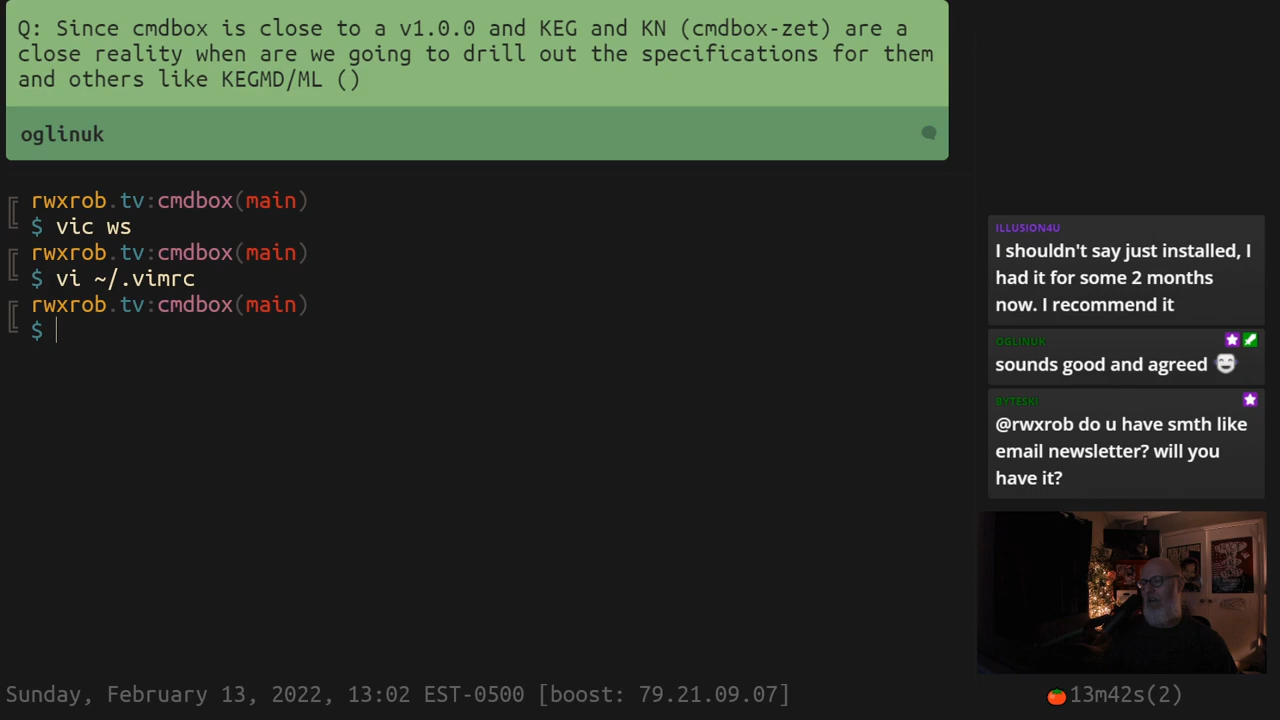 Q: Since cmdbox is close to a v1.0.0 and KEG and KN (cmdbox-zet) are a
close reality when are we going to drill out the specifications for them
and others like KEGMD/ML ()
oglinuk
rwxrob.tv:cmdbox(main)
$ vic ws
rwxrob.tv:cmdbox(main)
$ vi ~/.vimrc
rwxrob.tv:cmdbox(main)
$
ILLUSION4U
I shouldn't say just installed, I
had it for some 2 months
now. I recommend it
OGLINUK
sounds good and agreed
BYTESKI
@rwxrob do u have smth like
email newsletter? will you
have it?
Sunday, February 13, 2022, 13:02 EST-0500 [boost: 79.21.09.07]
13m42s(2)